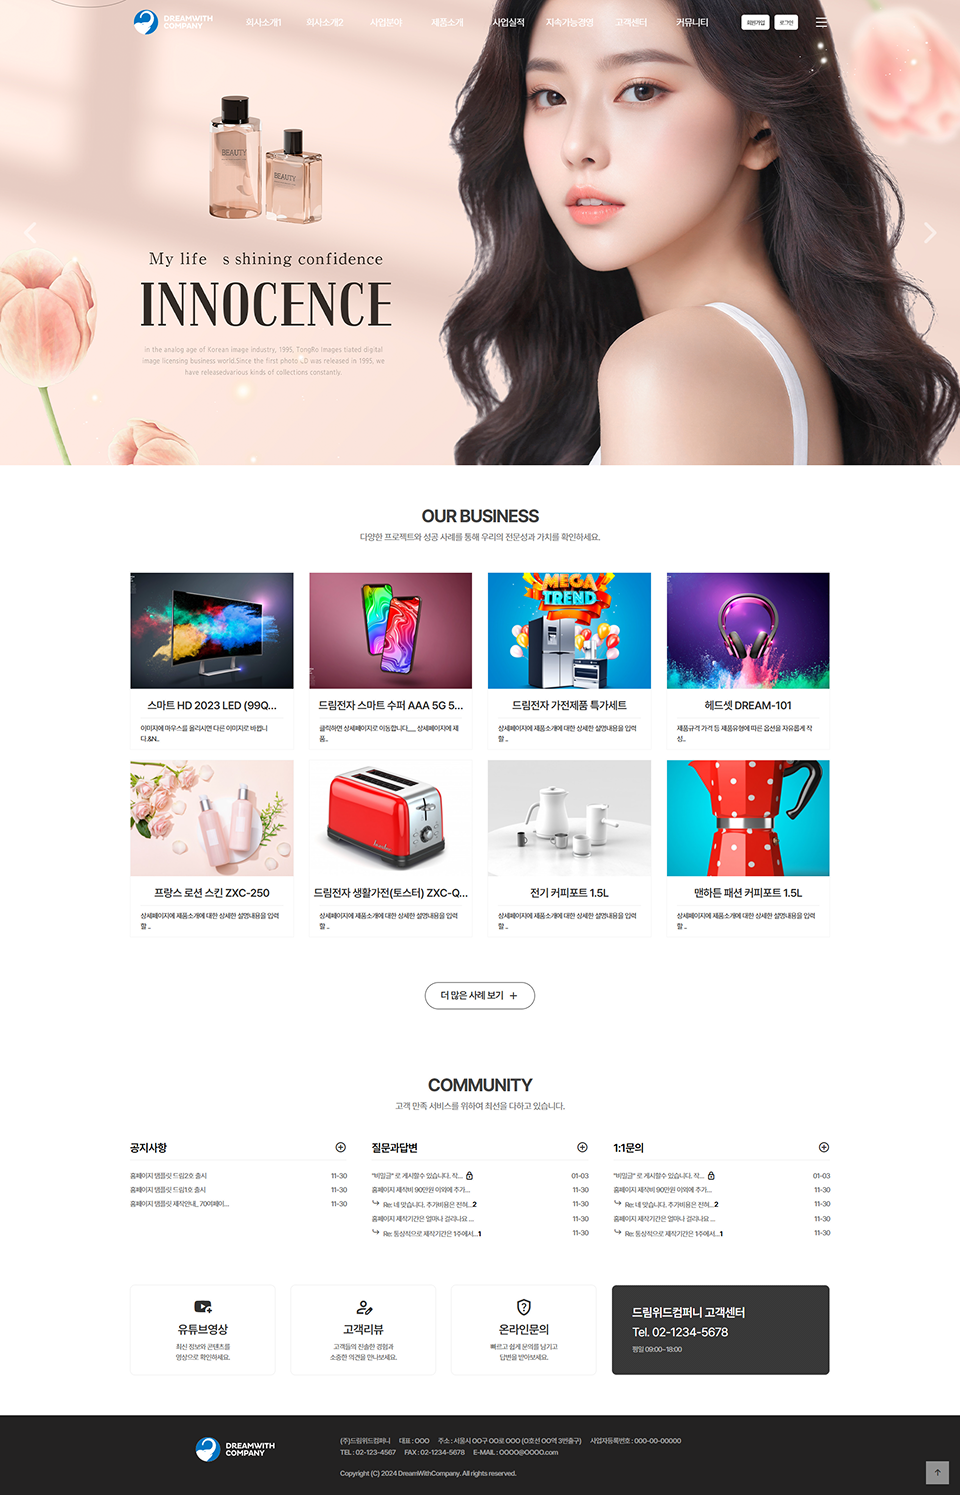 DREAMWITH
COMPANY
회사소개1 회사소개2 사업분야 제품소개 사업실적 지속가능경영 고객센터 커뮤니티 회원가입 로그인
BEAUTY
BEAUTY
My life s shining confidence
INNOCENCE
in the analog age of Korean image industry, 1995, TongRo Images tiated digital
image licensing business world.Since the first photo CD was released in 1995, we
have releasedvarious kinds of collections constantly.
OUR BUSINESS
다양한 프로젝트와 성공 사례를 통해 우리의 전문성과 가치를 확인하세요.
MEGA
TREND
스마트 HD 2023 LED (99Q...
이미지에 마우스를 올리시면 다른 이미지로 바뀝니
다.&N..
드림전자 스마트 수퍼 AAA 5G 5...
클릭하면 상세페이지로 이동합니다.__ 상세페이지에 제
품..
드림전자 가전제품 특가세트
상세페이지에 제품소개에 대한 상세한 설명내용을 입력
할 ..
헤드셋 DREAM-101
제품규격 가격 등 제품유형에 따른 옵션을 자유롭게 작
성..
프랑스 로션 스킨 ZXC-250
상세페이지에 제품소개에 대한 상세한 설명내용을 입력
할 ..
드림전자 생활가전(토스터) ZXC-Q...
상세페이지에 제품소개에 대한 상세한 설명내용을 입력
할 ..
전기 커피포트 1.5L
상세페이지에 제품소개에 대한 상세한 설명내용을 입력
할 ..
맨하튼 패션 커피포트 1.5L
상세페이지에 제품소개에 대한 상세한 설명내용을 입력
할 ..
더 많은 사례 보기 +
COMMUNITY
고객 만족 서비스를 위하여 최선을 다하고 있습니다.
공지사항
홈페이지 템플릿 드림2호 출시 11-30
홈페이지 템플릿 드림1호 출시 11-30
홈페이지 템플릿 제작안내_ 70여페이... 11-30
질문과답변
"비밀글" 로 게시할수 있습니다. 작... 01-03
홈페이지 제작비 90만원 이외에 추가... 11-30
Re: 네 맞습니다. 추가비용은 전혀...2 11-30
홈페이지 제작기간은 얼마나 걸리나요 ... 11-30
Re: 통상적으로 제작기간은 1주에서...1 11-30
1:1문의
"비밀글" 로 게시할수 있습니다. 작... 01-03
홈페이지 제작비 90만원 이외에 추가... 11-30
Re: 네 맞습니다. 추가비용은 전혀...2 11-30
홈페이지 제작기간은 얼마나 걸리나요 ... 11-30
Re: 통상적으로 제작기간은 1주에서...1 11-30
유튜브영상
최신 정보와 콘텐츠를
영상으로 확인하세요.
고객리뷰
고객들의 진솔한 경험과
소중한 의견을 만나보세요.
온라인문의
빠르고 쉽게 문의를 남기고
답변을 받아보세요.
드림위드컴퍼니 고객센터
Tel. 02-1234-5678
평일 09:00~18:00
DREAMWITH
COMPANY
(주)드림위드컴퍼니 대표 : OOO 주소 : 서울시 OO구 OO로 OOO (O호선 OO역 3번출구) 사업자등록번호 : 000-00-00000
TEL : 02-123-4567 FAX : 02-1234-5678 E-MAIL : OOOO@OOOO.com
Copyright (C) 2024 DreamWithCompany. All rights reserved.